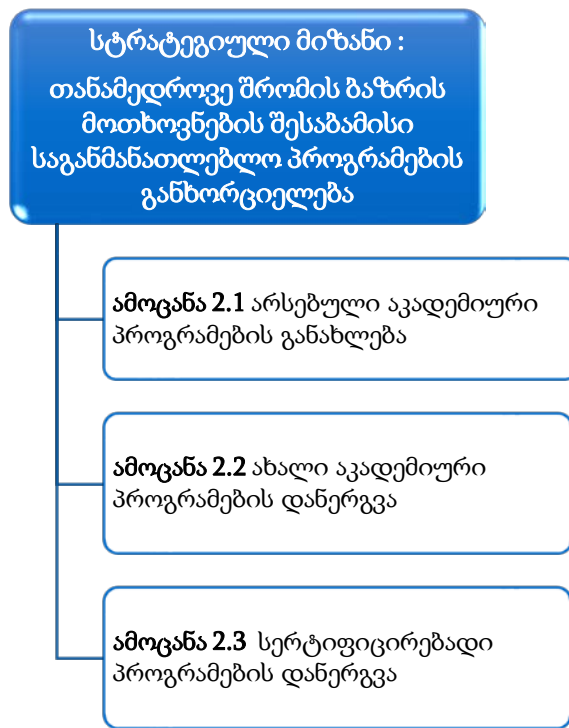 სტრატეგიული მიზანი :
თანამედროვე შრომის ბაზრის
მოთხოვნების შესაბამისი
საგანმანათლებლო პროგრამების
განხორციელება
ამოცანა 2.1 არსებული აკადემიური
პროგრამების განახლება
ამოცანა 2.2 ახალი აკადემიური
პროგრამების დანერგვა
ამოცანა 2.3 სერტიფიცირებადი
პროგრამების დანერგვა